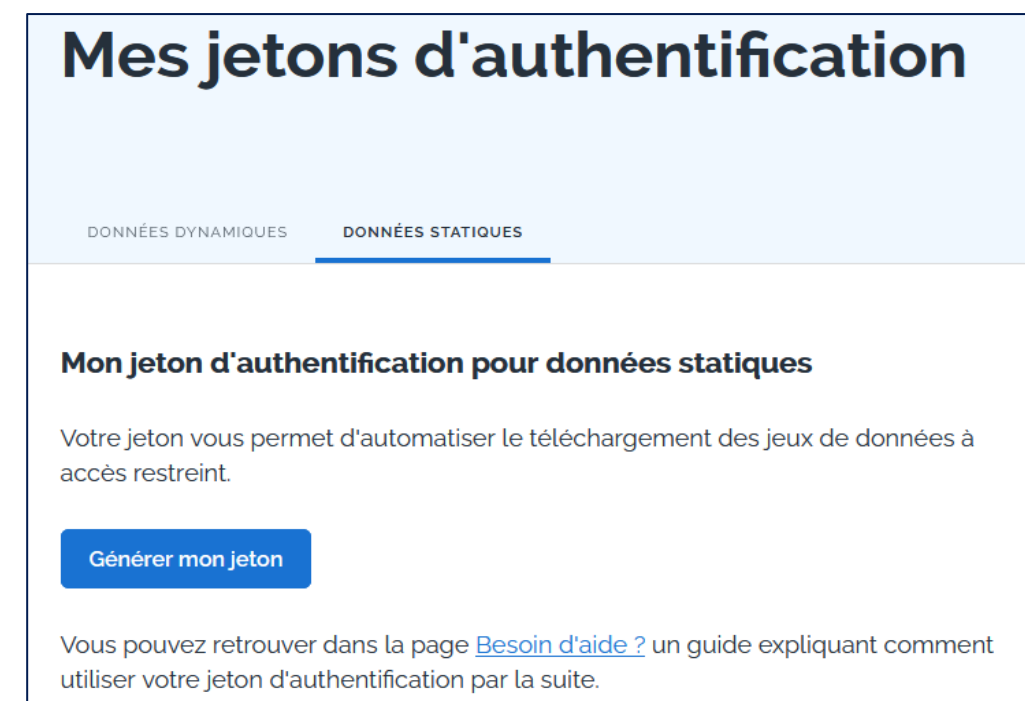 Mes jetons d'authentification
DONNÉES DYNAMIQUES DONNÉES STATIQUES
Mon jeton d'authentification pour données statiques
Votre jeton vous permet d'automatiser le téléchargement des jeux de données à
accès restreint.
Générer mon jeton
Vous pouvez retrouver dans la page Besoin d'aide ? un guide expliquant comment
utiliser votre jeton d'authentification par la suite.